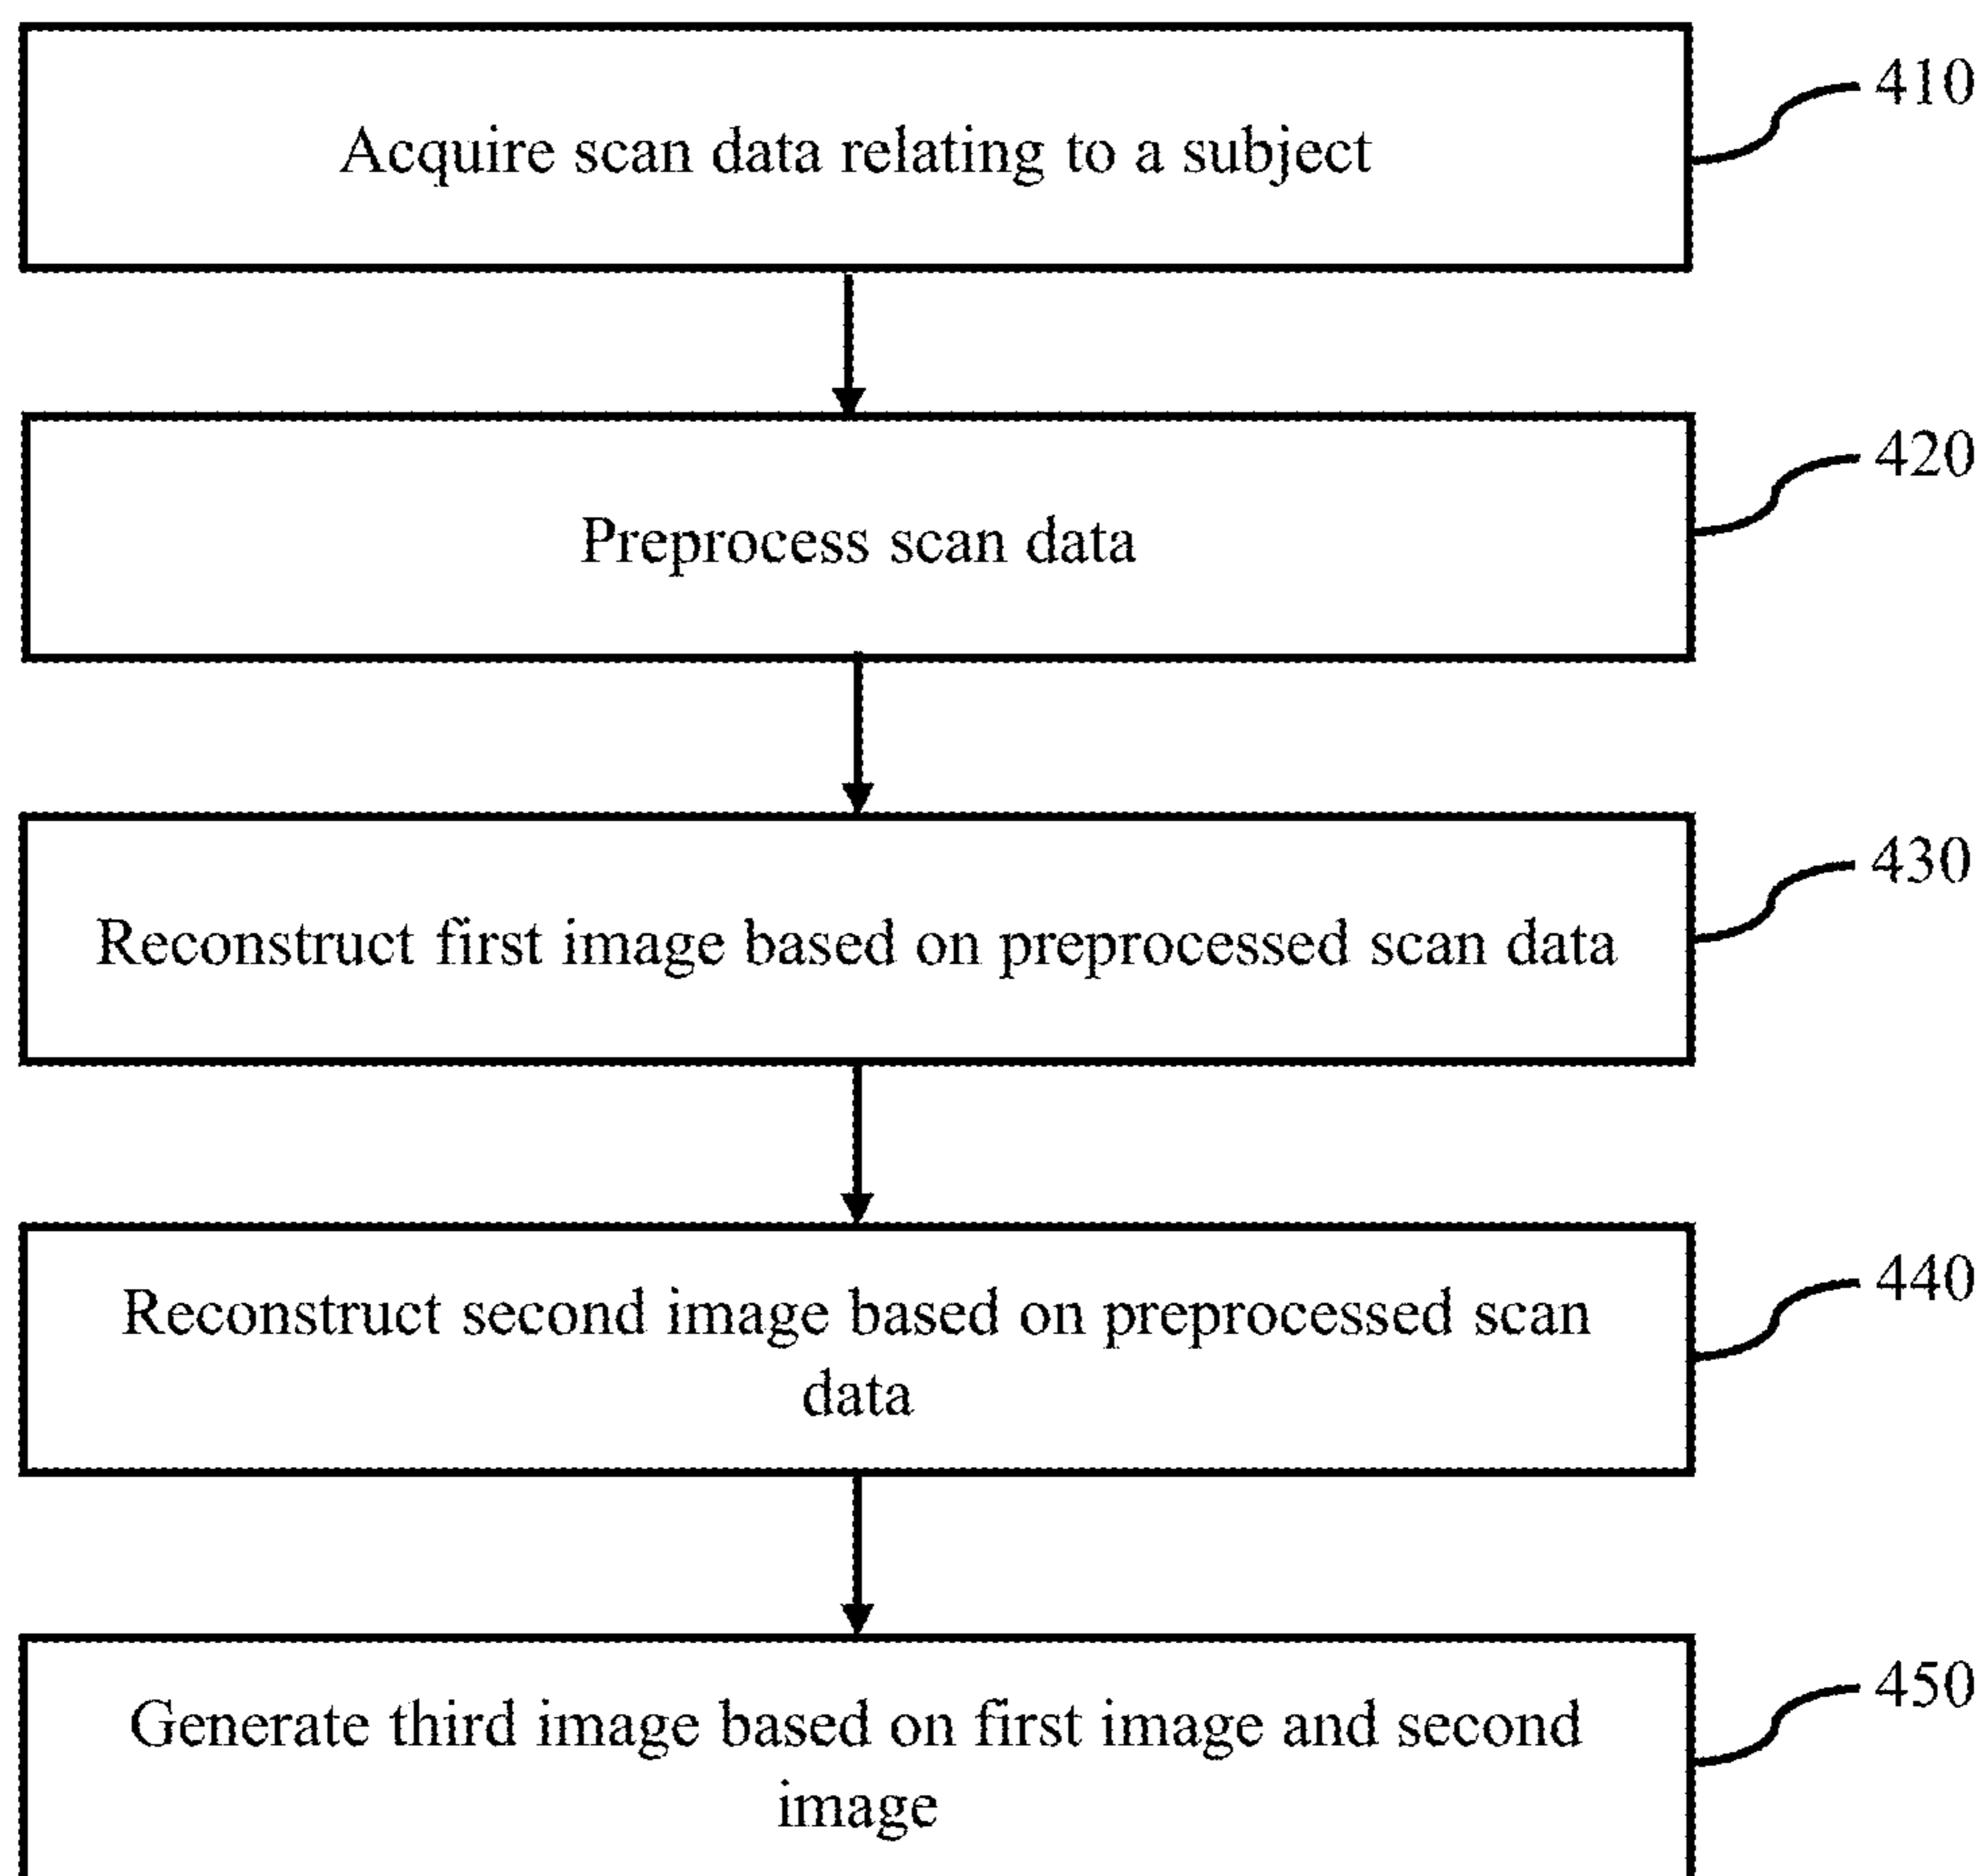 Acquire scan data relating to a subject
410
Preprocess scan data
420
Reconstruct first image based on preprocessed scan data
430
Reconstruct second image based on preprocessed scan
data
440
Generate third image based on first image and second
image
450